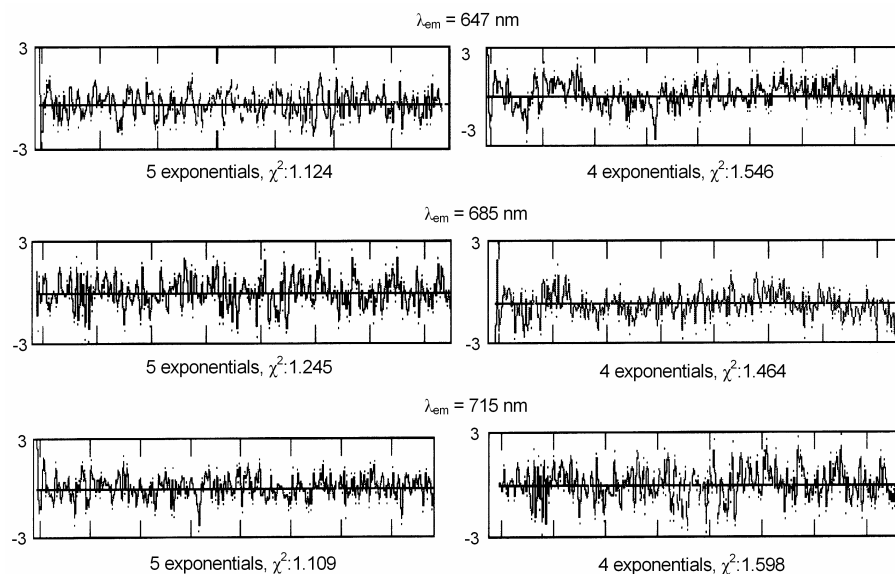 λem = 647 nm
3
-3
3
-3
5 exponentials, χ²:1.124
4 exponentials, χ²:1.546
λem = 685 nm
3
-3
3
-3
5 exponentials, χ²:1.245
4 exponentials, χ²:1.464
λem = 715 nm
3
-3
3
-3
5 exponentials, χ²:1.109
4 exponentials, χ²:1.598